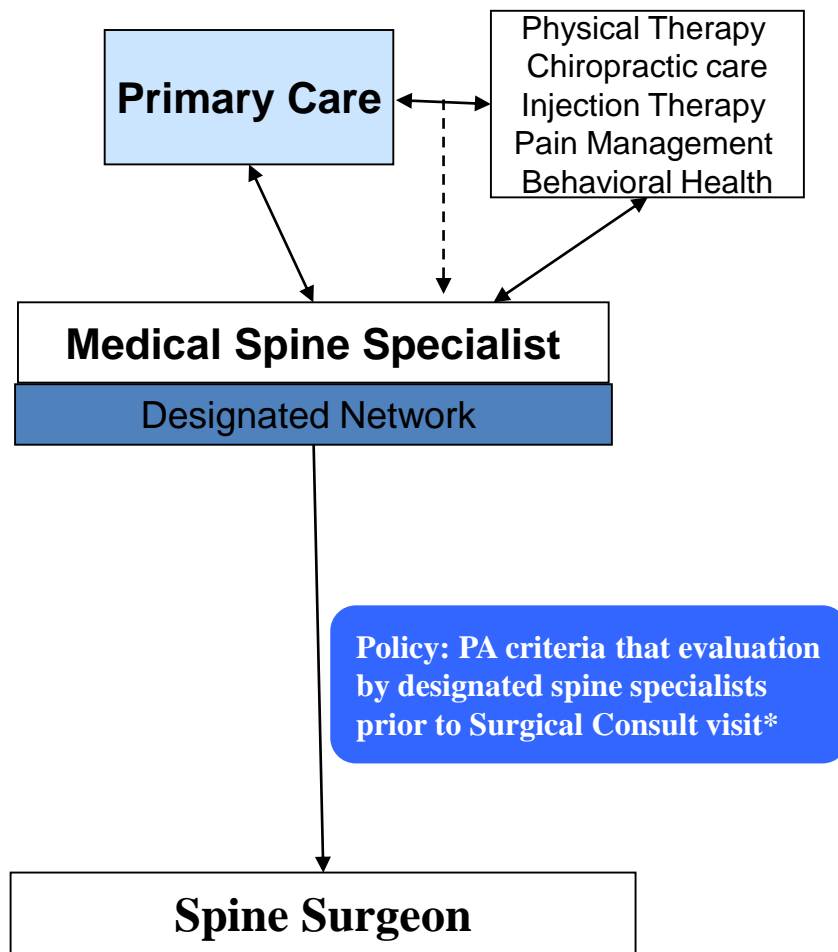 Primary Care
Physical Therapy
Chiropractic care
Injection Therapy
Pain Management
Behavioral Health
Medical Spine Specialist
Designated Network
Policy: PA criteria that evaluation
by designated spine specialists
prior to Surgical Consult visit*
Spine Surgeon